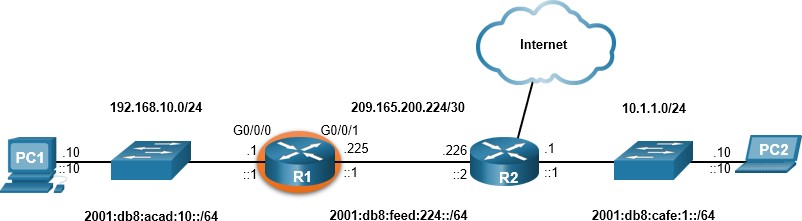 Internet
192.168.10.0/24
209.165.200.224/30
10.1.1.0/24
G0/0/0
G0/0/1
PC1
.10
::10
.1
::1
R1
.225
::1
.226
::2
R2
.1
::1
.10
::10
PC2
2001:db8:acad:10::/64
2001:db8:feed:224::/64
2001:db8:cafe:1::/64